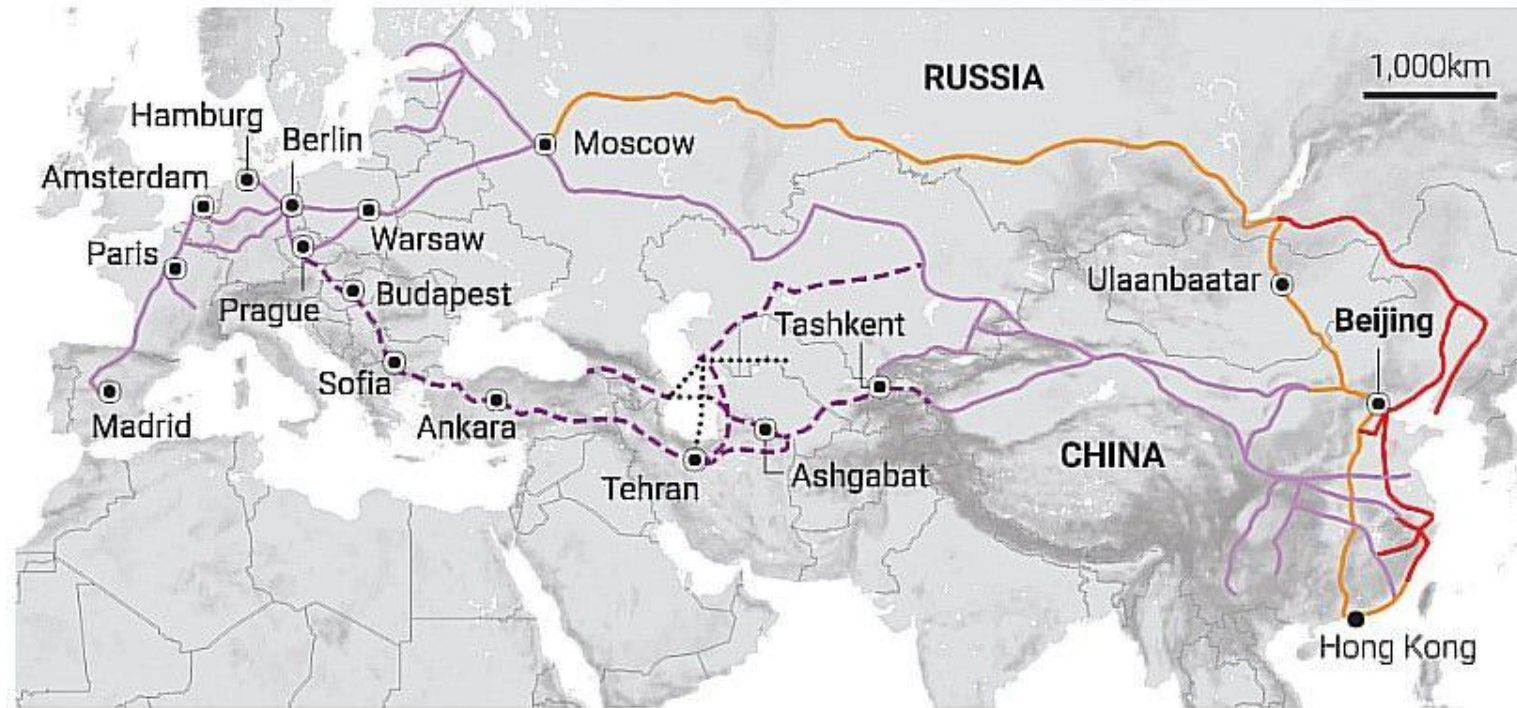 RUSSIA
1,000km
Hamburg
Berlin
Moscow
Amsterdam
Warsaw
Paris
Ulaanbaatar
Prague
Budapest
Tashkent
Beijing
Sofia
Madrid
Ankara
CHINA
Tehran
Ashgabat
Hong Kong